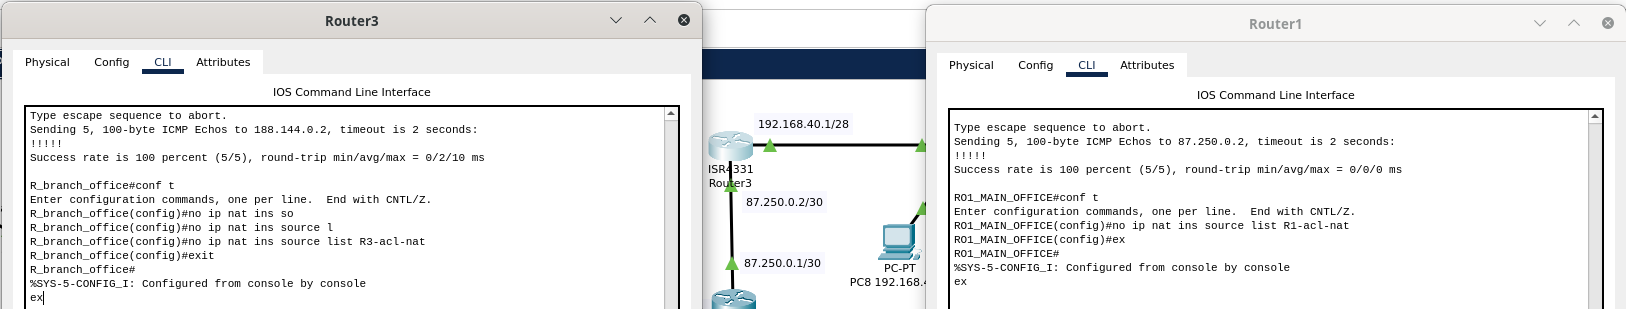 Router3
Physical Config CLI Attributes
IOS Command Line Interface
Type escape sequence to abort.
Sending 5, 100-byte ICMP Echos to 188.144.0.2, timeout is 2 seconds:
!!!!!
Success rate is 100 percent (5/5), round-trip min/avg/max = 0/2/10 ms
R_branch_office#conf t
Enter configuration commands, one per line.  End with CNTL/Z.
R_branch_office(config)#no ip nat ins so
R_branch_office(config)#no ip nat ins source l
R_branch_office(config)#no ip nat ins source list R3-acl-nat
R_branch_office(config)#exit
R_branch_office#
%SYS-5-CONFIG_I: Configured from console by console
ex
192.168.40.1/28
ISR4331
Router3
87.250.0.2/30
87.250.0.1/30
PC-PT
PC8 192.168.4
Router1
Physical Config CLI Attributes
IOS Command Line Interface
Type escape sequence to abort.
Sending 5, 100-byte ICMP Echos to 87.250.0.2, timeout is 2 seconds:
!!!!!
Success rate is 100 percent (5/5), round-trip min/avg/max = 0/0/0 ms
RO1_MAIN_OFFICE#conf t
Enter configuration commands, one per line.  End with CNTL/Z.
RO1_MAIN_OFFICE(config)#no ip nat ins source list R1-acl-nat
RO1_MAIN_OFFICE(config)#ex
RO1_MAIN_OFFICE#
%SYS-5-CONFIG_I: Configured from console by console
ex